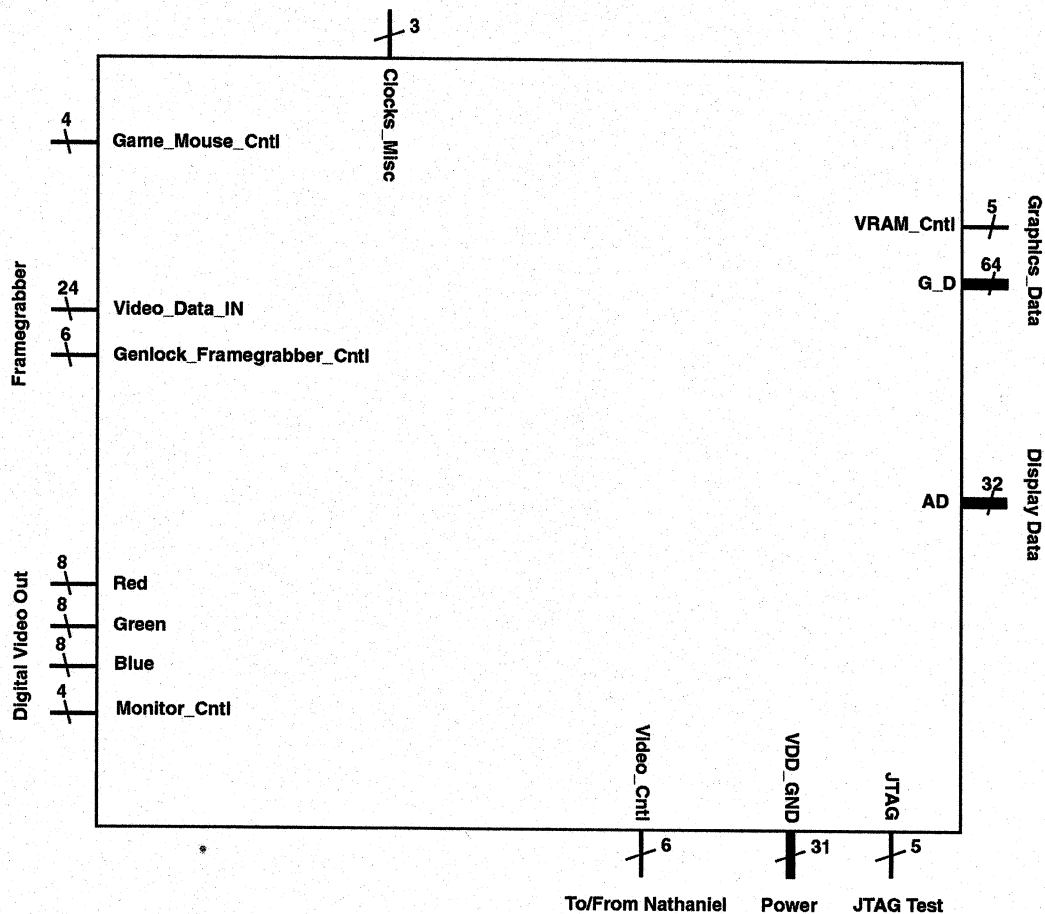 3
Clocks_Misc
4
Game_Mouse_Cntl
Framegrabber
24
Video_Data_IN
6
Genlock_Framegrabber_Cntl
Digital Video Out
8
Red
8
Green
8
Blue
4
Monitor_Cntl
5
VRAM_Cntl
64
G_D
Graphics_Data
32
AD
Display Data
Video_Cntl
6
To/From Nathaniel
VDD_GND
31
Power
JTAG
5
JTAG Test